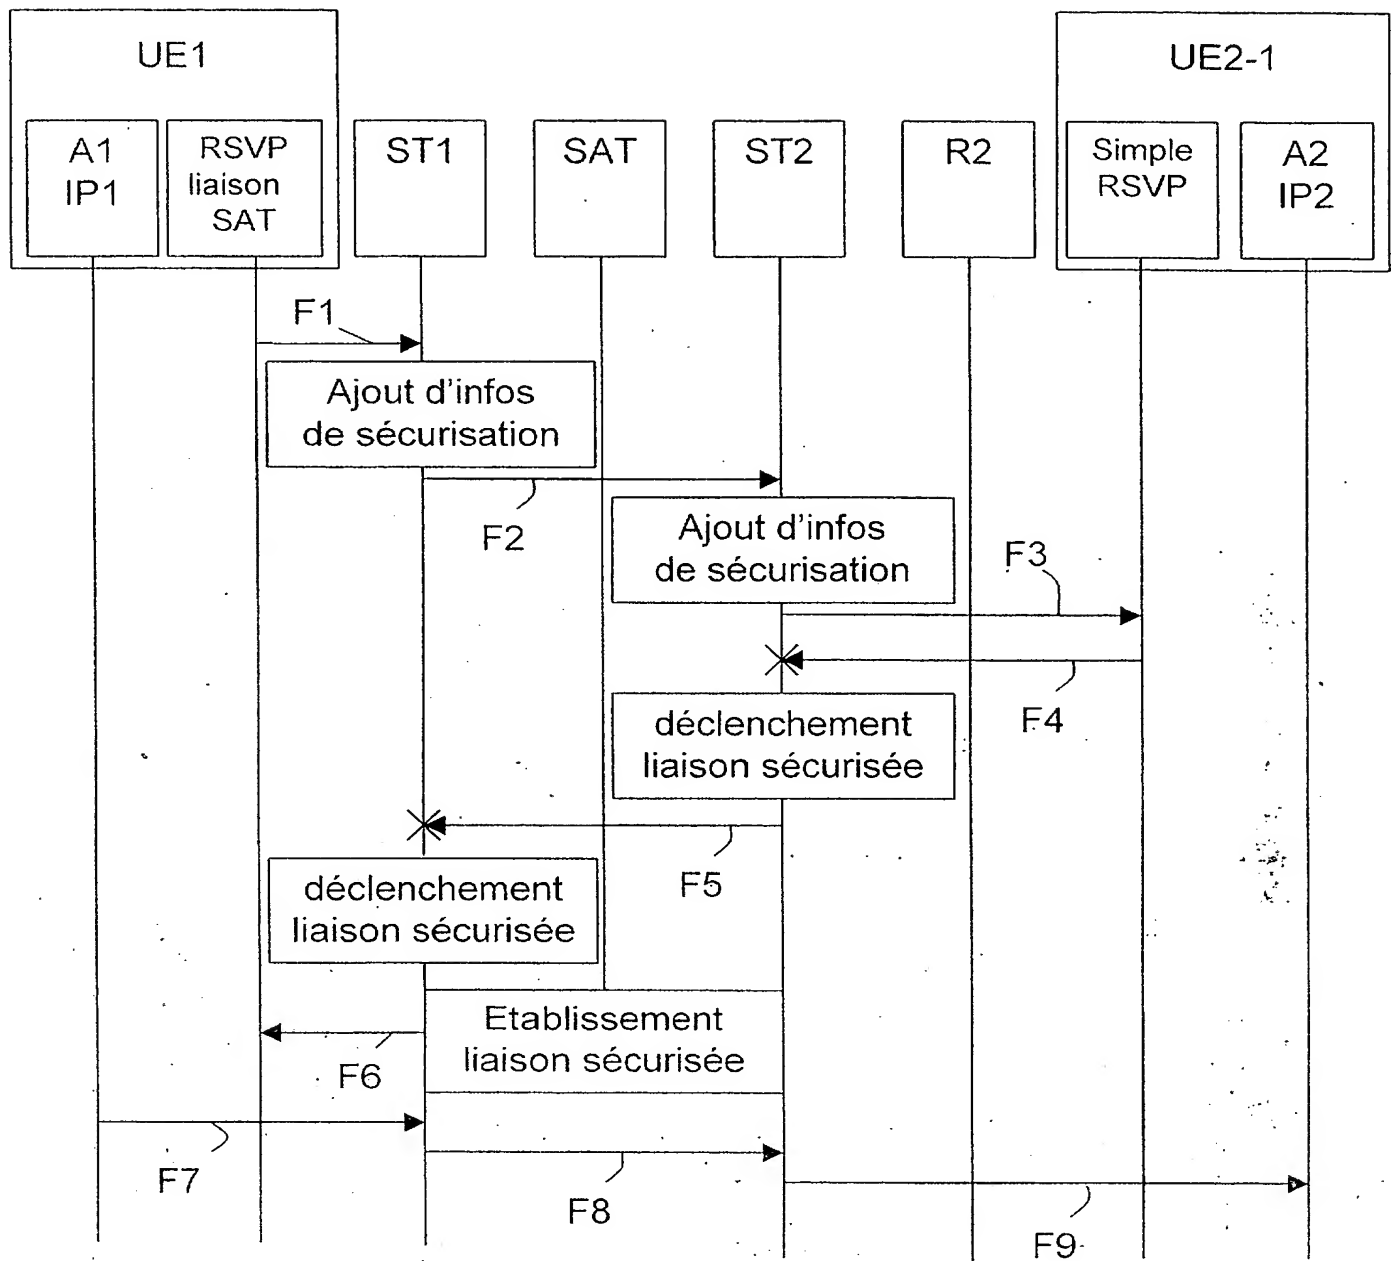 UE1
UE2-1
A1
IP1
RSVP
liaison
SAT
ST1
SAT
ST2
R2
Simple
RSVP
A2
IP2
F1
Ajout d'infos
de sécurisation
F2
Ajout d'infos
de sécurisation
F3
F4
déclenchement
liaison sécurisée
F5
déclenchement
liaison sécurisée
Etablissement
liaison sécurisée
F6
F7
F8
F9